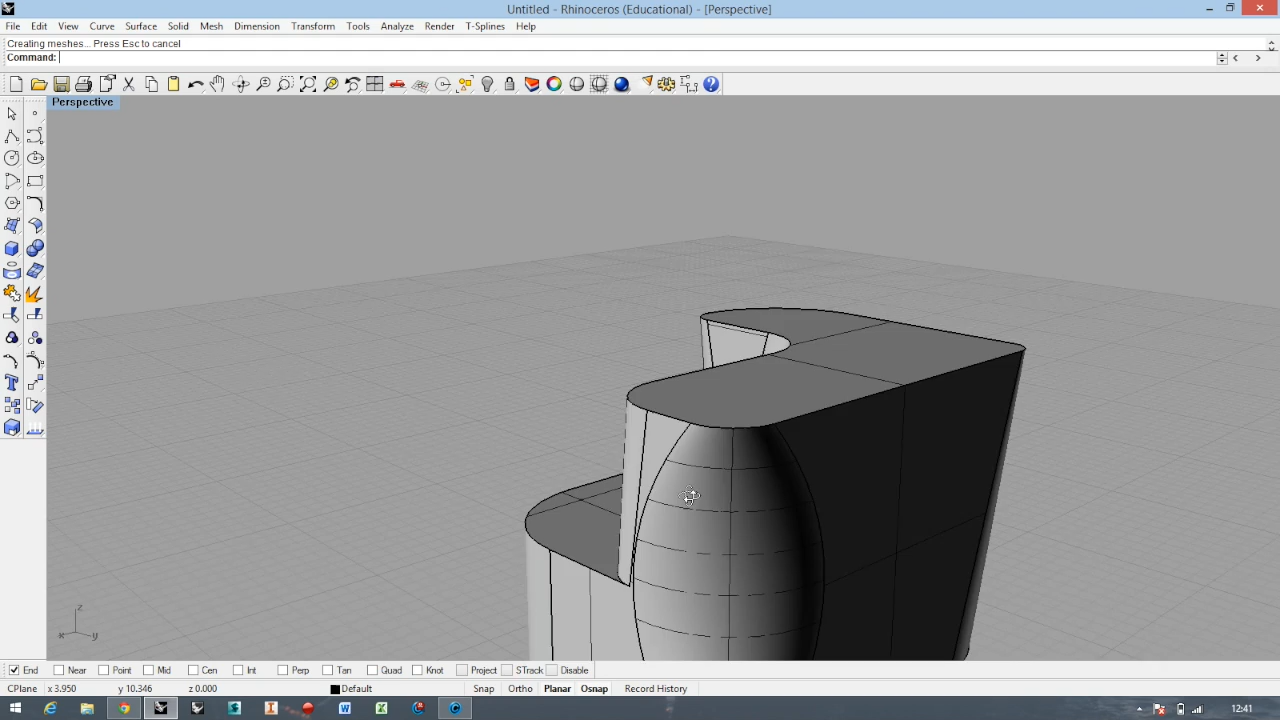 Untitled - Rhinoceros (Educational) - [Perspective]
File Edit View Curve Surface Solid Mesh Dimension Transform Tools Analyze Render T-Splines Help
Creating meshes... Press Esc to cancel
Command:
Perspective
z
x y
End Near Point Mid Cen Int Perp Tan Quad Knot Project STrack Disable
CPlane x 3.950 y 10.346 z 0.000 Default Snap Ortho Planar Osnap Record History
12:41